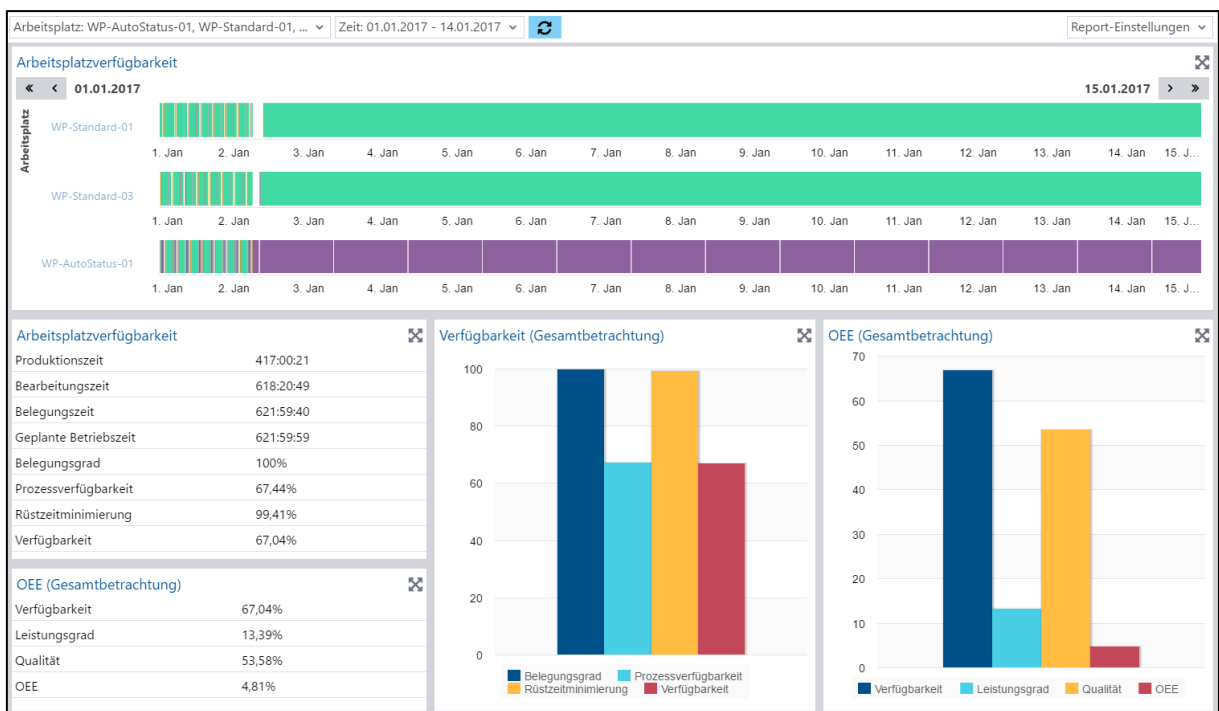 Arbeitsplatz: WP-AutoStatus-01, WP-Standard-01, ... Zeit: 01.01.2017 - 14.01.2017 Report-Einstellungen
Arbeitsplatzverfügbarkeit
« ‹ 01.01.2017 15.01.2017 › »
Arbeitsplatz
WP-Standard-01
1. Jan 2. Jan 3. Jan 4. Jan 5. Jan 6. Jan 7. Jan 8. Jan 9. Jan 10. Jan 11. Jan 12. Jan 13. Jan 14. Jan 15. J...
WP-Standard-03
1. Jan 2. Jan 3. Jan 4. Jan 5. Jan 6. Jan 7. Jan 8. Jan 9. Jan 10. Jan 11. Jan 12. Jan 13. Jan 14. Jan 15. J...
WP-AutoStatus-01
1. Jan 2. Jan 3. Jan 4. Jan 5. Jan 6. Jan 7. Jan 8. Jan 9. Jan 10. Jan 11. Jan 12. Jan 13. Jan 14. Jan 15. J...
Arbeitsplatzverfügbarkeit
Produktionszeit 417:00:21
Bearbeitungszeit 618:20:49
Belegungszeit 621:59:40
Geplante Betriebszeit 621:59:59
Belegungsgrad 100%
Prozessverfügbarkeit 67,44%
Rüstzeitminimierung 99,41%
Verfügbarkeit 67,04%
OEE (Gesamtbetrachtung)
Verfügbarkeit 67,04%
Leistungsgrad 13,39%
Qualität 53,58%
OEE 4,81%
Verfügbarkeit (Gesamtbetrachtung)
100
80
60
40
20
0
Belegungsgrad Prozessverfügbarkeit
Rüstzeitminimierung Verfügbarkeit
OEE (Gesamtbetrachtung)
70
60
50
40
30
20
10
0
Verfügbarkeit Leistungsgrad Qualität OEE